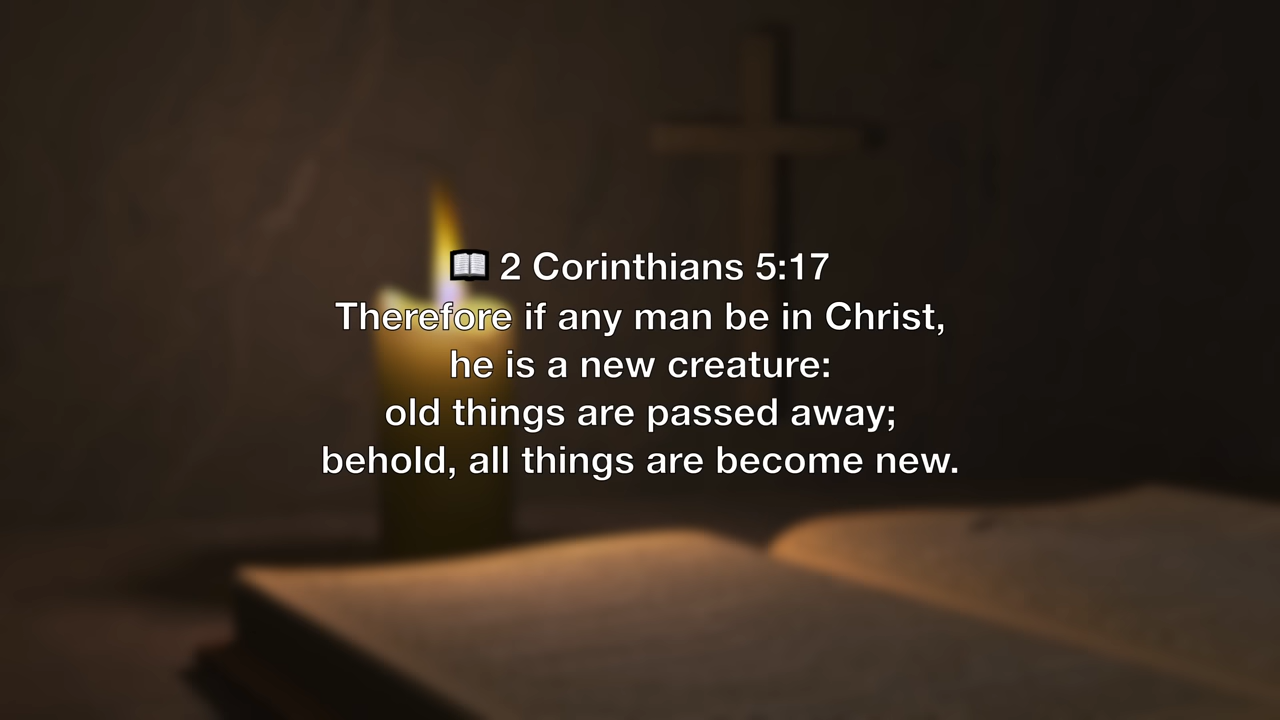 📖 2 Corinthians 5:17
Therefore if any man be in Christ,
he is a new creature:
old things are passed away;
behold, all things are become new.